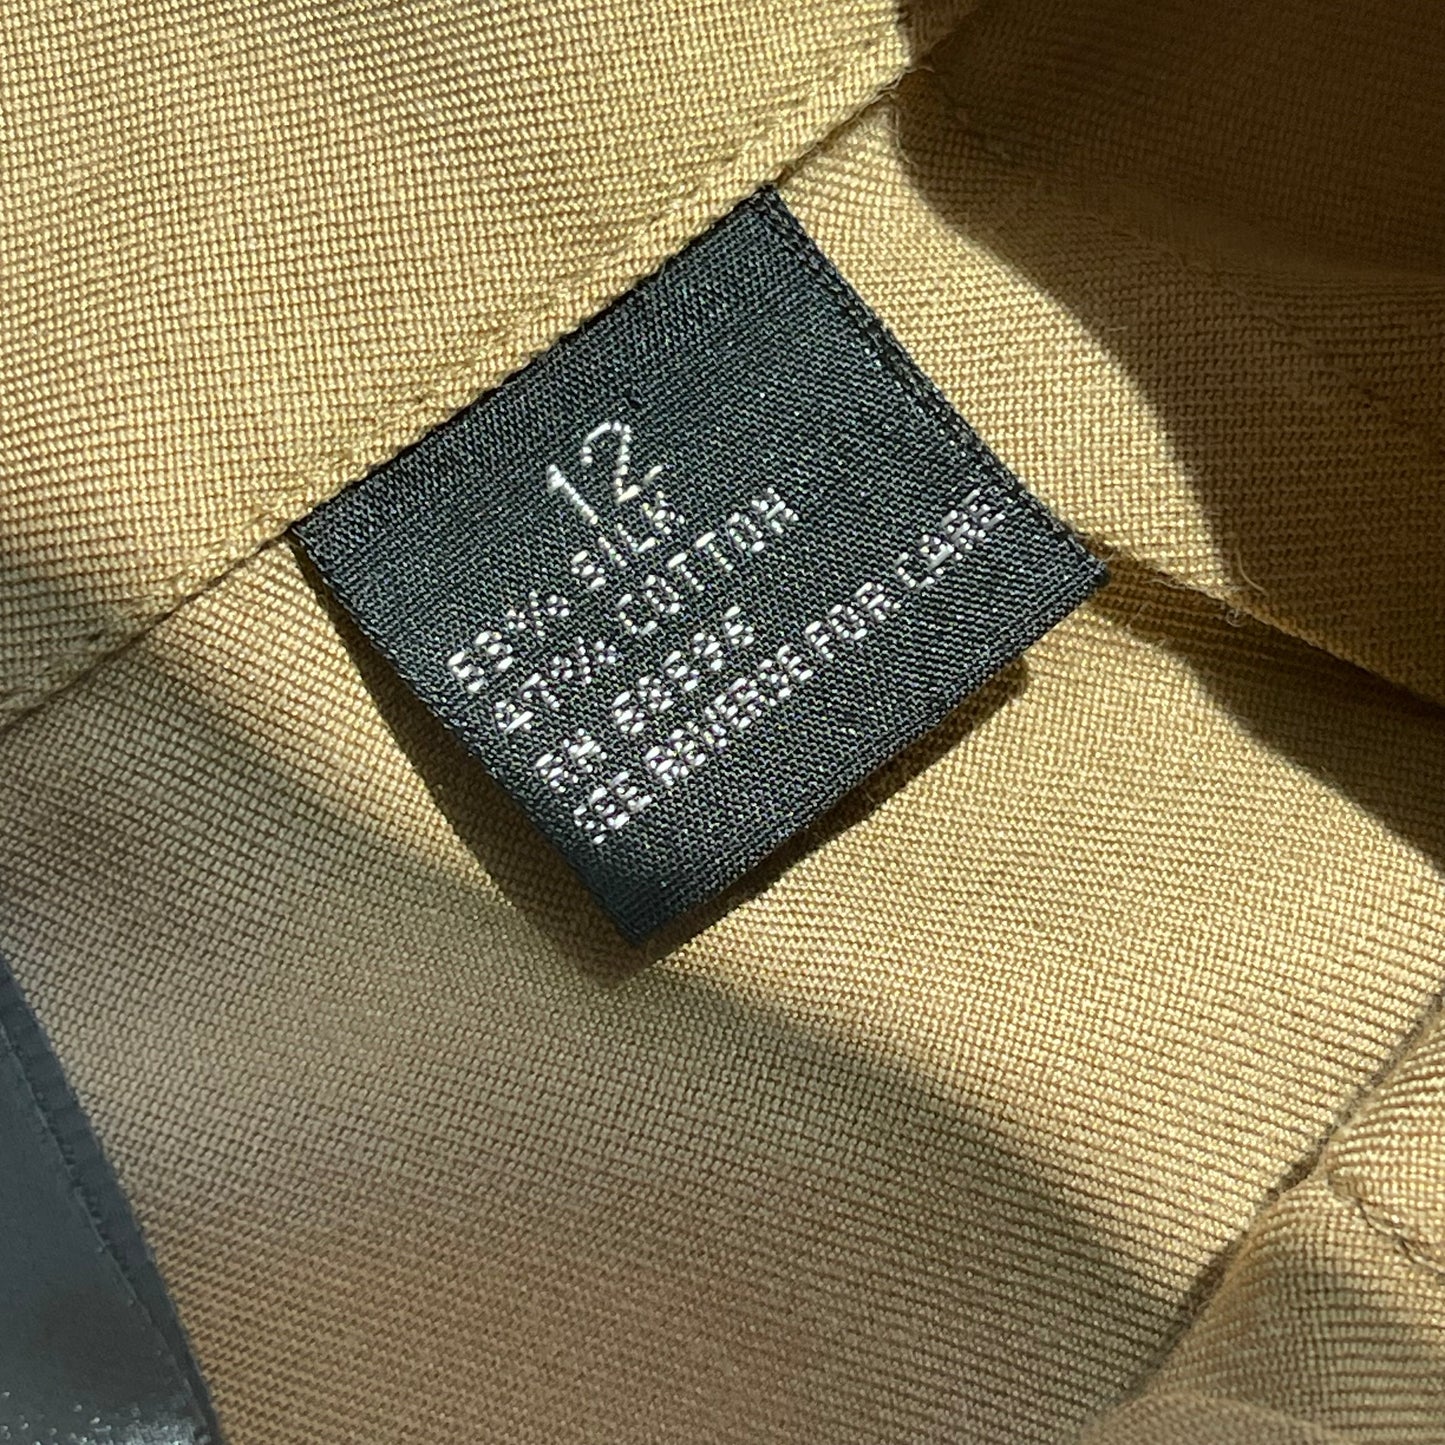 12
53% SILK
47% COTTON
RN
SEE REVERSE FOR CARE